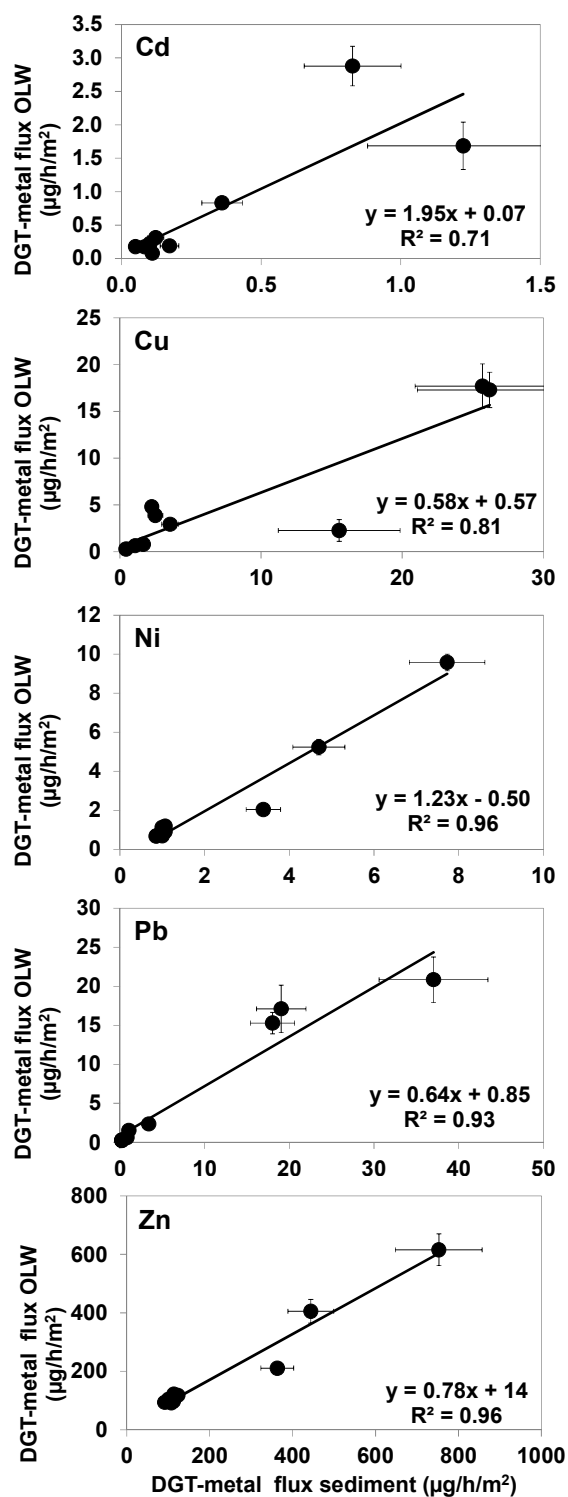 Cd
3.5
3.0
2.5
2.0
1.5
1.0
0.5
0.0
DGT-metal flux OLW
(µg/h/m²)
y = 1.95x + 0.07
R² = 0.71
0.0 0.5 1.0 1.5
Cu
25
20
15
10
5
0
DGT-metal flux OLW
(µg/h/m²)
y = 0.58x + 0.57
R² = 0.81
0 10 20 30
Ni
12
10
8
6
4
2
0
DGT-metal flux OLW
(µg/h/m²)
y = 1.23x - 0.50
R² = 0.96
0 2 4 6 8 10
Pb
30
25
20
15
10
5
0
DGT-metal flux OLW
(µg/h/m²)
y = 0.64x + 0.85
R² = 0.93
0 10 20 30 40 50
Zn
800
600
400
200
0
DGT-metal flux OLW
(µg/h/m²)
y = 0.78x + 14
R² = 0.96
0 200 400 600 800 1000
DGT-metal flux sediment (µg/h/m²)